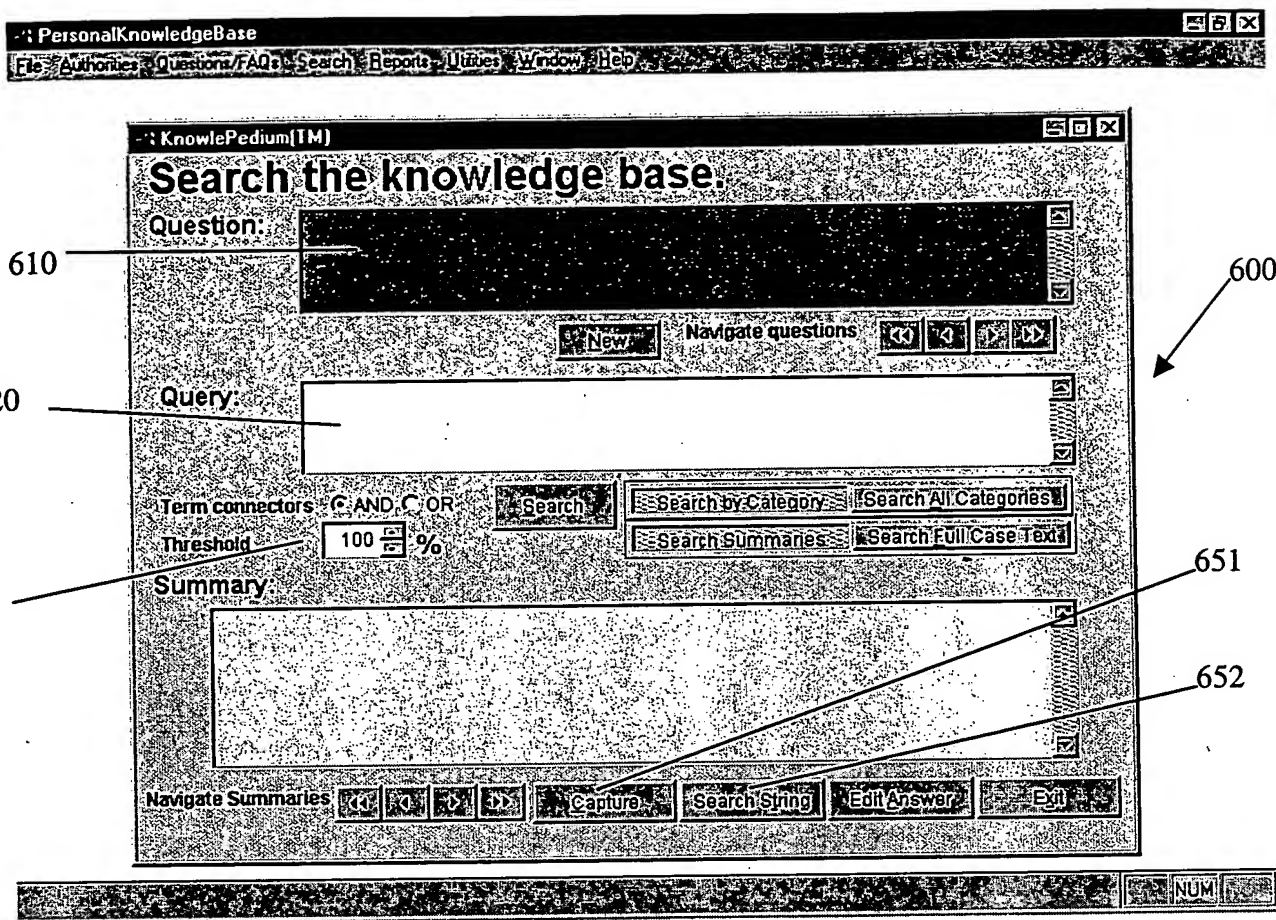 PersonalKnowledgeBase
File Authorities Questions/FAQs Search Reports Utilities Window Help
KnowlePedium(TM)
Search the knowledge base.
Question:
610
600
New
Navigate questions
Query:
20
Term connectors AND OR
Search
Search by Category
Search All Categories
Threshold 100 %
Search Summaries
Search Full Case Text
Summary:
651
652
Navigate Summaries
Capture
Search String
Edit Answer
Exit
NUM